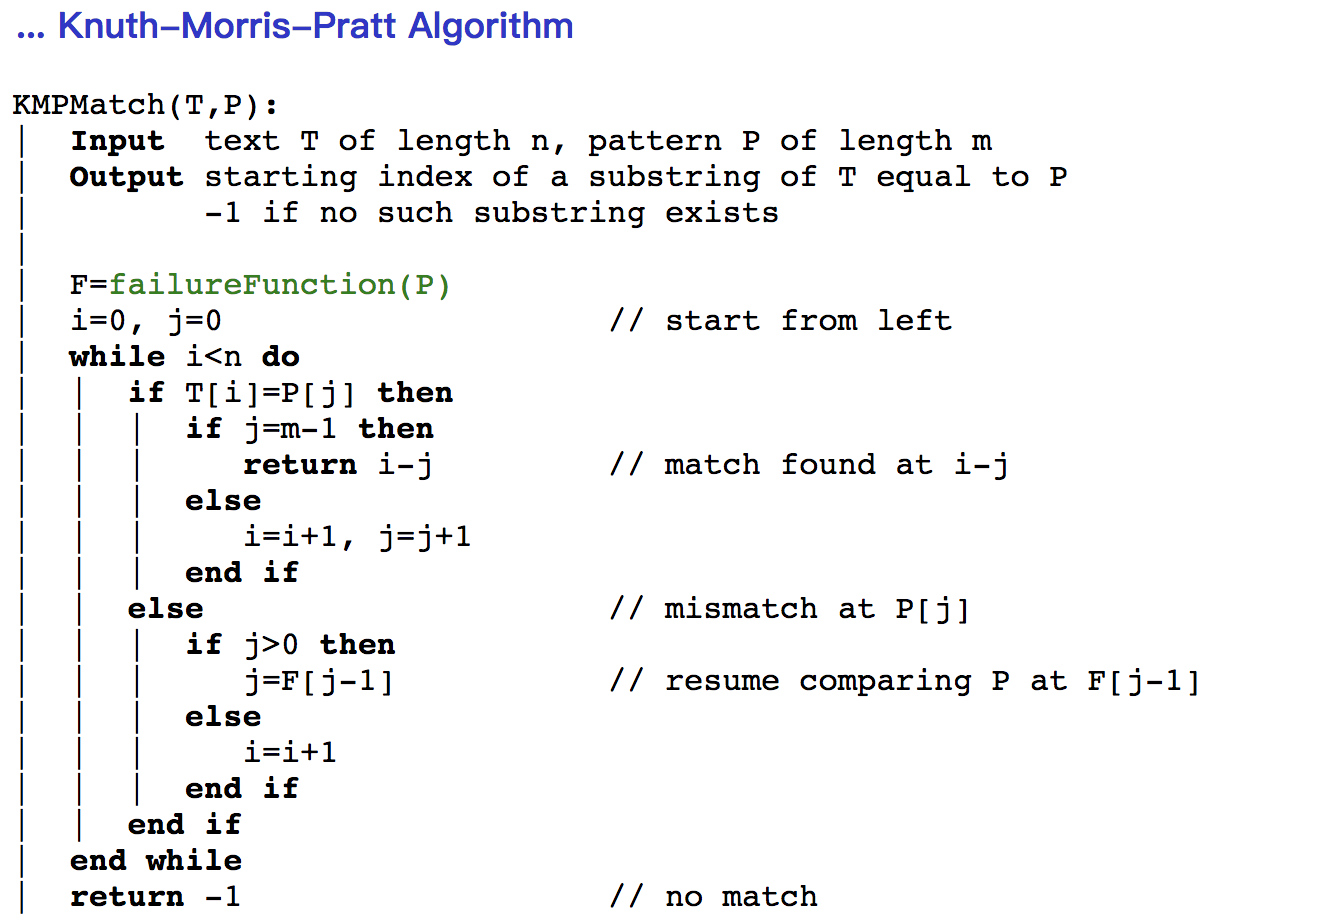 ... Knuth–Morris–Pratt Algorithm
KMPMatch(T,P):
|  Input  text T of length n, pattern P of length m
|  Output starting index of a substring of T equal to P
|         -1 if no such substring exists
|
|  F=failureFunction(P)
|  i=0, j=0                    // start from left
|  while i<n do
|  |  if T[i]=P[j] then
|  |  |  if j=m-1 then
|  |  |     return i-j         // match found at i-j
|  |  |  else
|  |  |     i=i+1, j=j+1
|  |  |  end if
|  |  else                     // mismatch at P[j]
|  |  |  if j>0 then
|  |  |     j=F[j-1]           // resume comparing P at F[j-1]
|  |  |  else
|  |  |     i=i+1
|  |  |  end if
|  |  end if
|  end while
|  return -1                   // no match